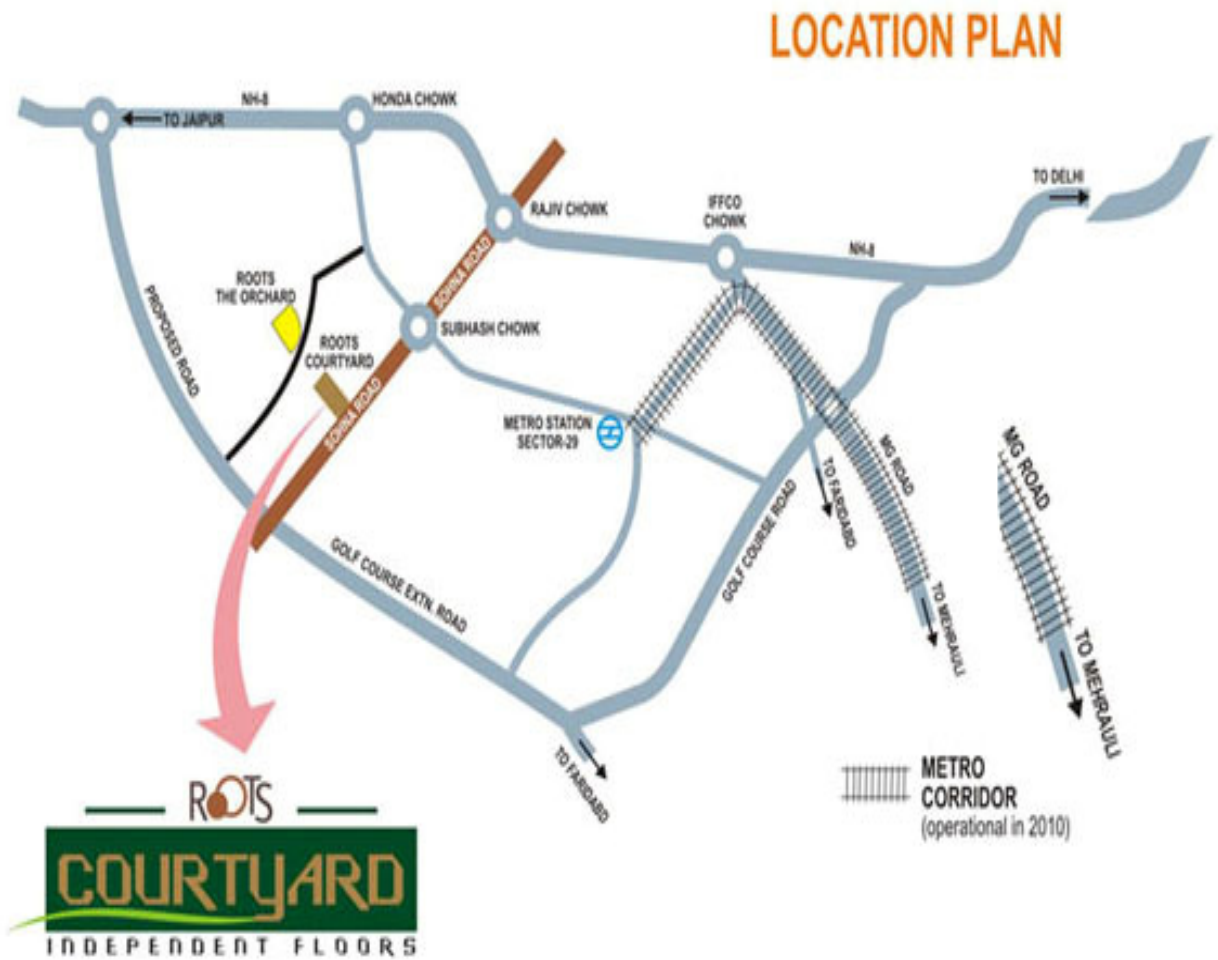 LOCATION PLAN
NH-8
HONDA CHOWK
TO JAIPUR
RAJIV CHOWK
IFFCO
CHOWK
TO DELHI
NH-8
SOHNA ROAD
ROOTS
THE ORCHARD
PROPOSED ROAD
ROOTS
COURTYARD
SUBHASH CHOWK
SOHNA ROAD
METRO STATION
SECTOR-29
MG ROAD
TO FARIDABD
MG ROAD
GOLF COURSE ROAD
GOLF COURSE EXTN. ROAD
TO MEHRAULI
TO MEHRAULI
TO FARIDABD
METRO
CORRIDOR
(operational in 2010)
ROOTS
COURTYARD
INDEPENDENT FLOORS